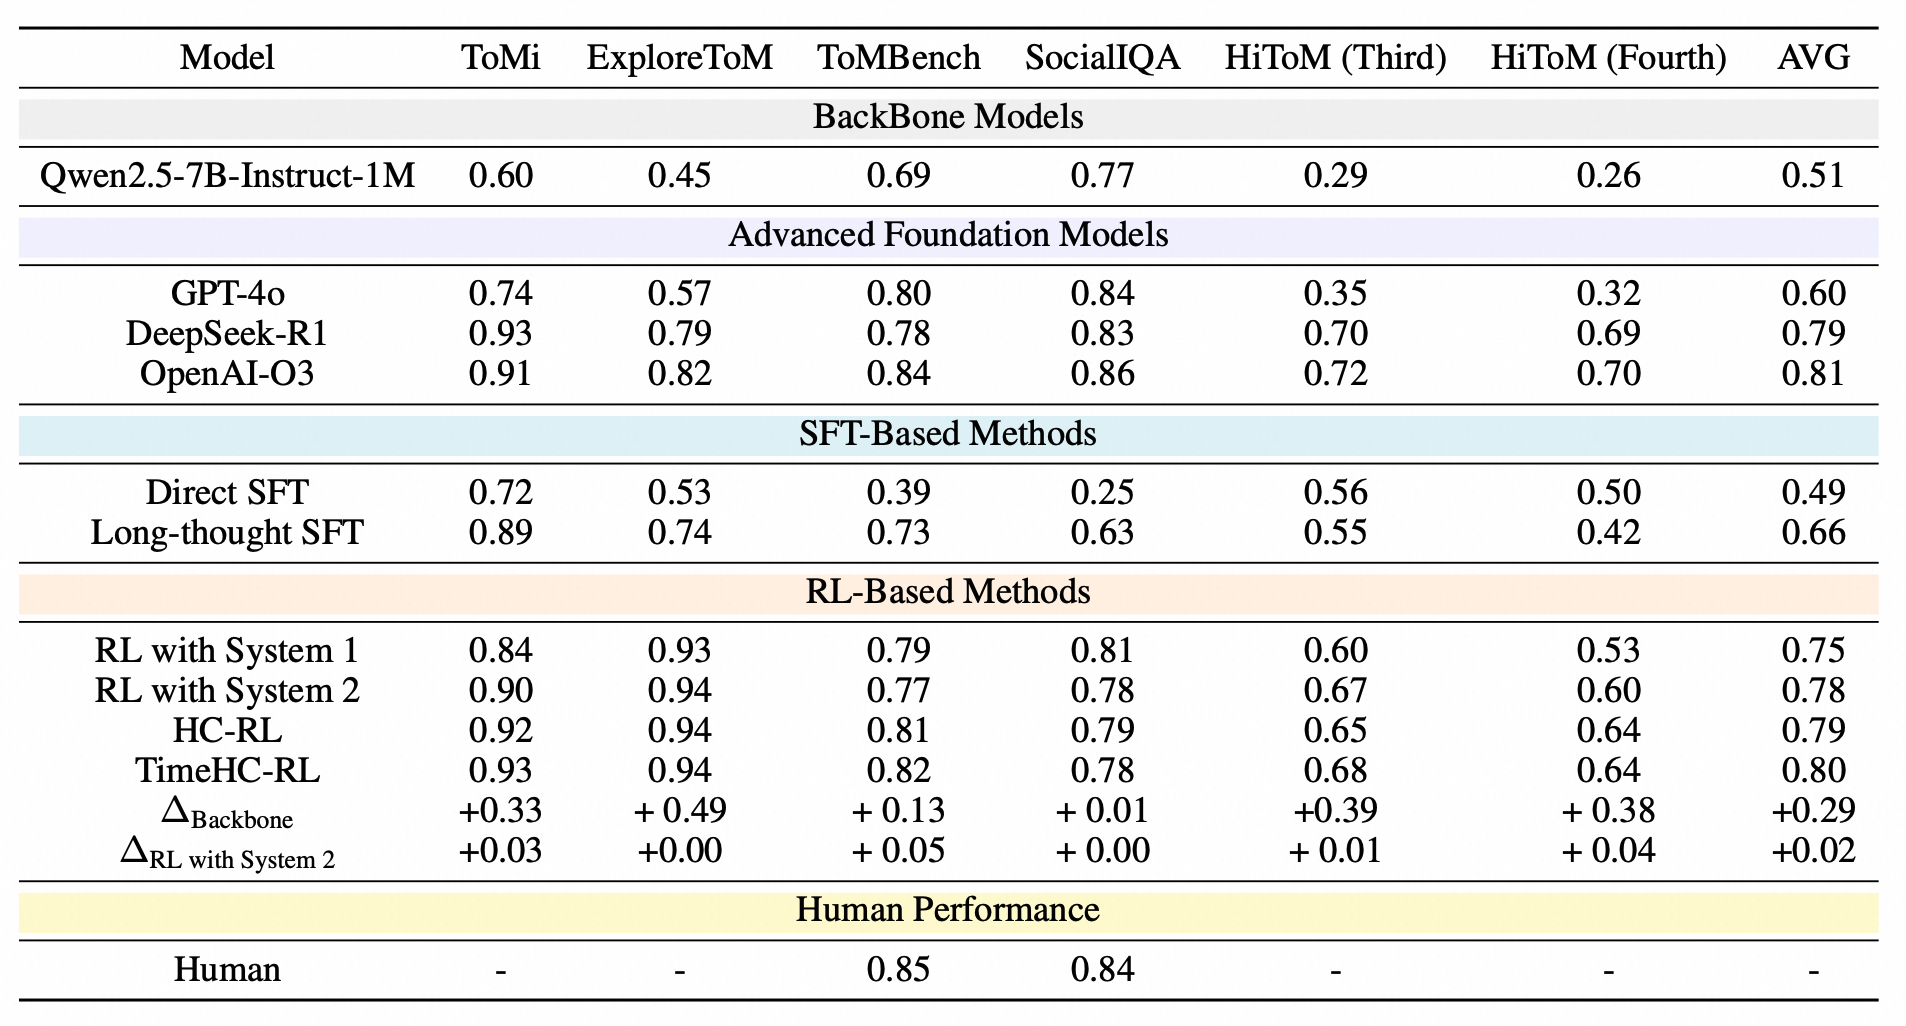 Model ToMi ExploreToM ToMBench SocialIQA HiToM (Third) HiToM (Fourth) AVG
BackBone Models
Qwen2.5-7B-Instruct-1M 0.60 0.45 0.69 0.77 0.29 0.26 0.51
Advanced Foundation Models
GPT-4o 0.74 0.57 0.80 0.84 0.35 0.32 0.60
DeepSeek-R1 0.93 0.79 0.78 0.83 0.70 0.69 0.79
OpenAI-O3 0.91 0.82 0.84 0.86 0.72 0.70 0.81
SFT-Based Methods
Direct SFT 0.72 0.53 0.39 0.25 0.56 0.50 0.49
Long-thought SFT 0.89 0.74 0.73 0.63 0.55 0.42 0.66
RL-Based Methods
RL with System 1 0.84 0.93 0.79 0.81 0.60 0.53 0.75
RL with System 2 0.90 0.94 0.77 0.78 0.67 0.60 0.78
HC-RL 0.92 0.94 0.81 0.79 0.65 0.64 0.79
TimeHC-RL 0.93 0.94 0.82 0.78 0.68 0.64 0.80
Δ Backbone +0.33 + 0.49 + 0.13 + 0.01 +0.39 + 0.38 +0.29
Δ RL with System 2 +0.03 +0.00 + 0.05 + 0.00 + 0.01 + 0.04 +0.02
Human Performance
Human - - 0.85 0.84 - - -